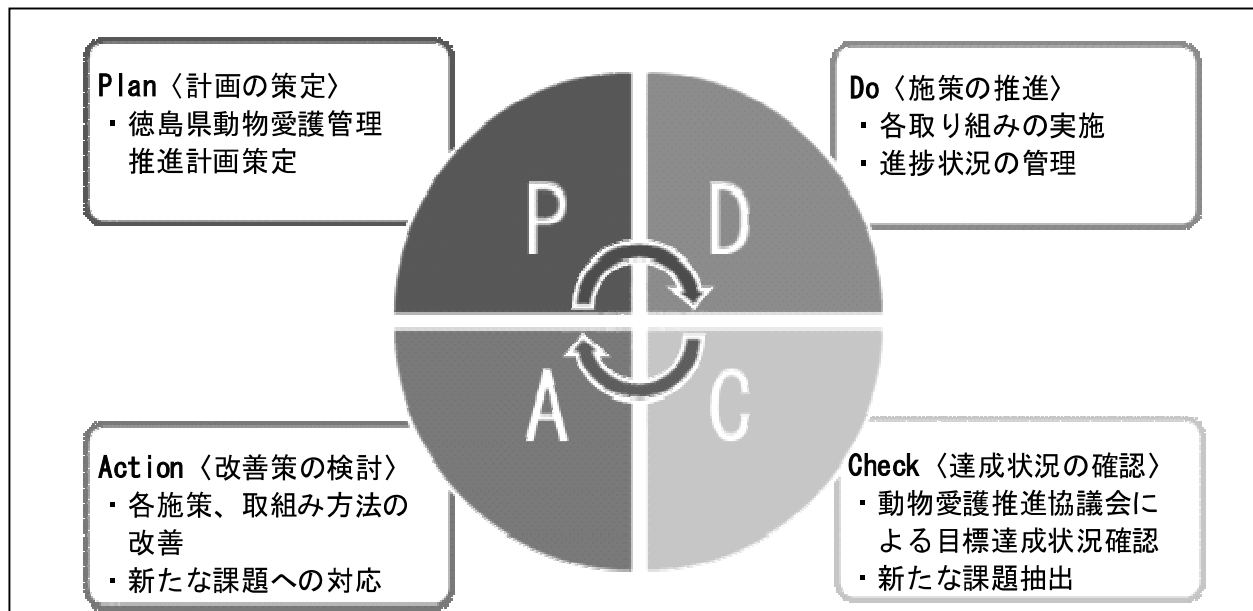 Plan〈計画の策定〉
・徳島県動物愛護管理
推進計画策定
Do〈施策の推進〉
・各取り組みの実施
・進捗状況の管理
P
D
A
C
Action〈改善策の検討〉
・各施策、取組み方法の
改善
・新たな課題への対応
Check〈達成状況の確認〉
・動物愛護推進協議会に
よる目標達成状況確認
・新たな課題抽出